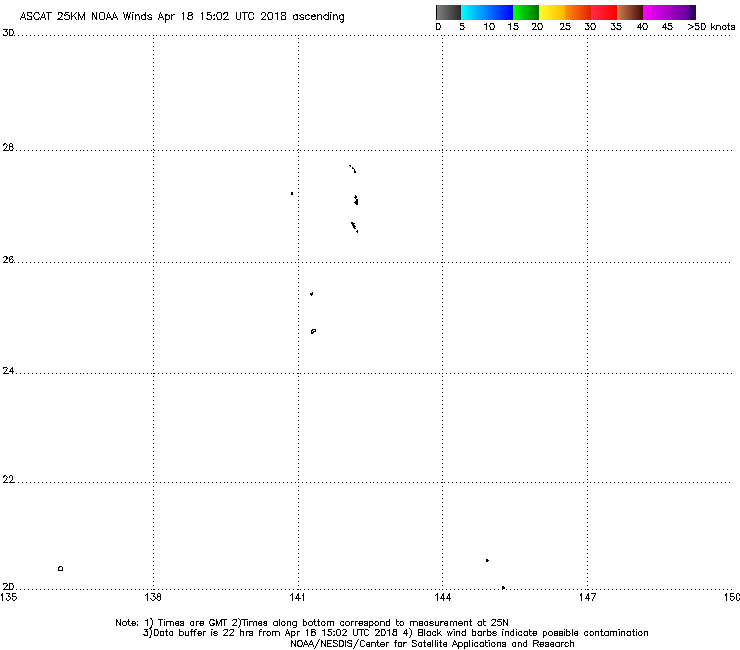 ASCAT 25KM NOAA Winds Apr 18 15:02 UTC 2018 ascending
0 5 10 15 20 25 30 35 40 45 >50 knots
30
28
26
24
22
20
135 138 141 144 147 150
Note: 1) Times are GMT 2)Times along bottom correspond to measurement at 25N
3)Data buffer is 22 hrs from Apr 18 15:02 UTC 2018 4) Black wind barbs indicate possible contamination
NOAA/NESDIS/Center for Satellite Applications and Research